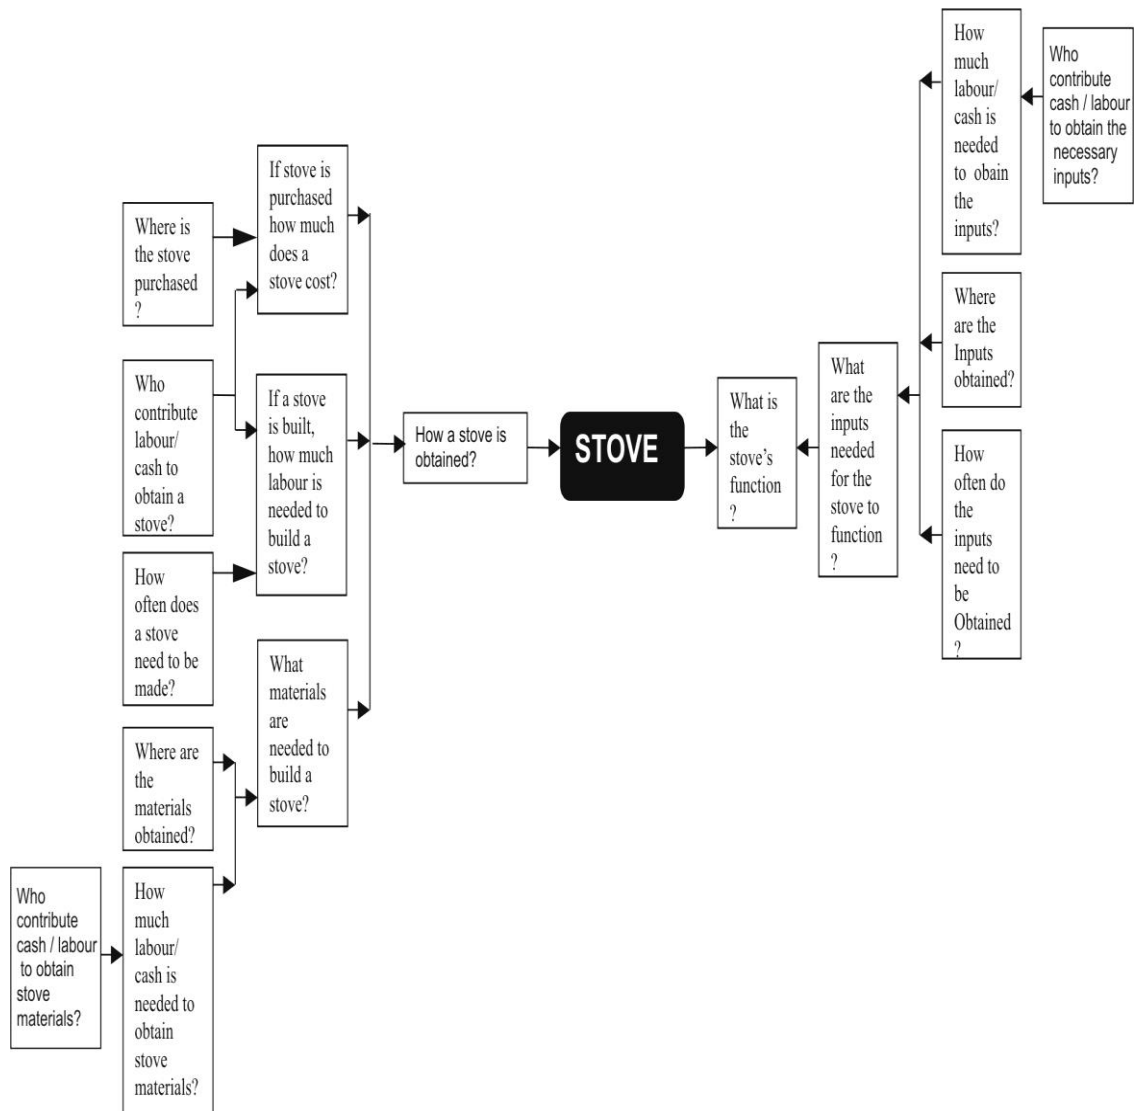 Who
contribute
cash / labour
to obtain
stove
materials?
Where is
the stove
purchased
?
Who
contribute
labour/
cash to
obtain a
stove?
How
often does
a stove
need to be
made?
Where are
the
materials
obtained?
How
much
labour/
cash is
needed to
obtain
stove
materials?
If stove is
purchased
how much
does a
stove cost?
If a stove
is built,
how much
labour is
needed to
build a
stove?
What
materials
are
needed to
build a
stove?
How a stove is
obtained?
STOVE
What is
the
stove’s
function
?
What
are the
inputs
needed
for the
stove to
function
?
How
much
labour/
cash is
needed
to obain
the
inputs?
Where
are the
Inputs
obtained?
How
often do
the
inputs
need to
be
Obtained
?
Who
contribute
cash / labour
to obtain the
necessary
inputs?